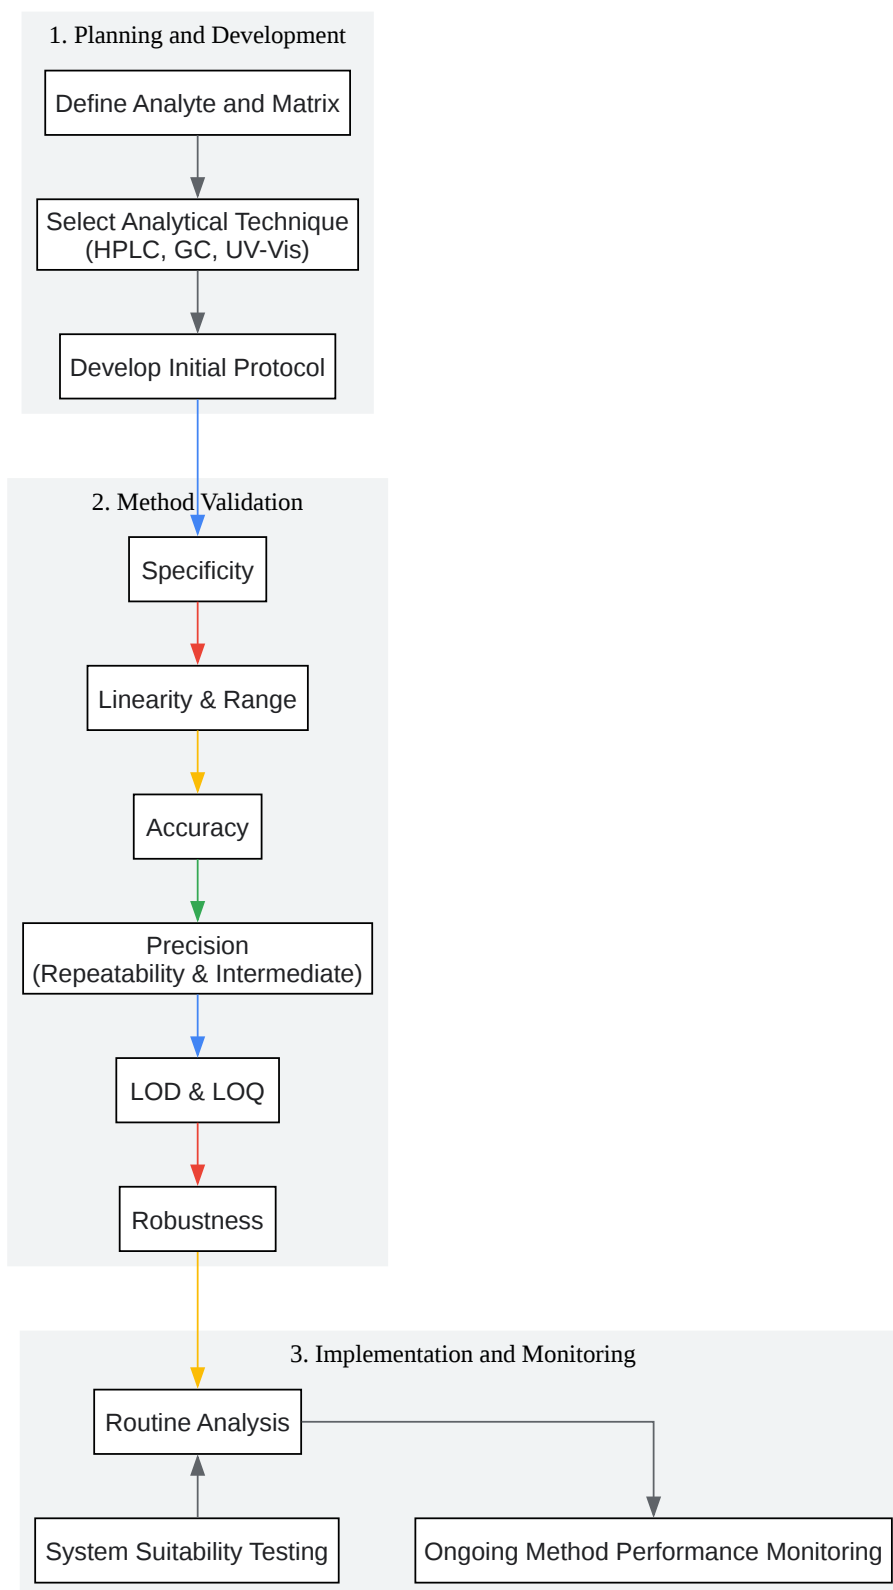 1. Planning and Development
Define Analyte and Matrix
Select Analytical Technique
(HPLC, GC, UV-Vis)
Develop Initial Protocol
2. Method Validation
Specificity
Linearity & Range
Accuracy
Precision
(Repeatability & Intermediate)
LOD & LOQ
Robustness
3. Implementation and Monitoring
Routine Analysis
System Suitability Testing
Ongoing Method Performance Monitoring